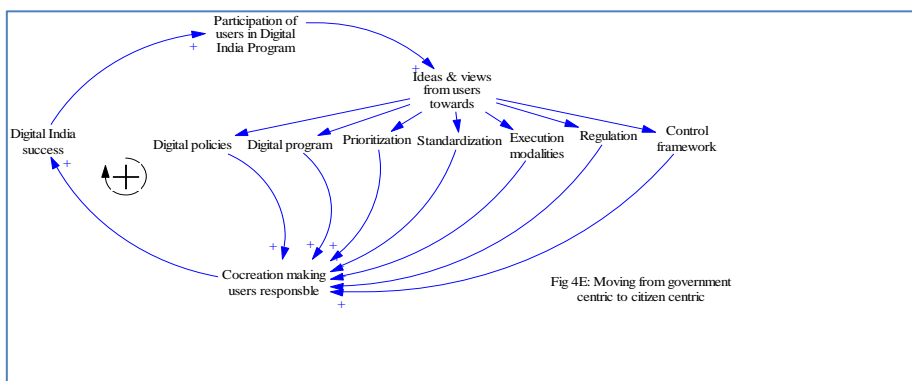 Participation of
users in Digital
India Program
+
+
Ideas & views
from users
towards
Digital India
success
+
Digital policies
Digital program
Prioritization
Standardization
Execution
modalities
Regulation
Control
framework
+
+
+
+
Cocreation making
users responsble
+
Fig 4E: Moving from government
centric to citizen centric